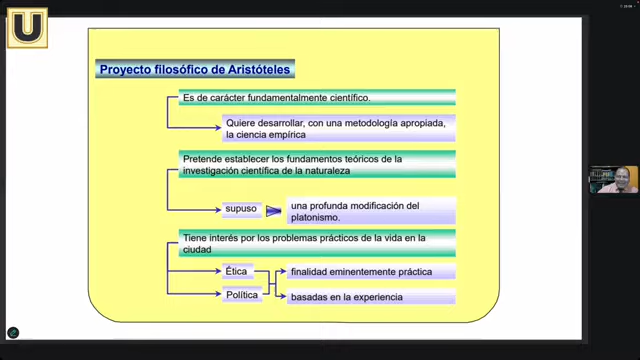 U
Proyecto filosófico de Aristóteles
Es de carácter fundamentalmente científico.
Quiere desarrollar, con una metodología apropiada,
la ciencia empírica
Pretende establecer los fundamentos teóricos de la
investigación científica de la naturaleza
supuso
una profunda modificación del
platonismo.
Tiene interés por los problemas prácticos de la vida en la
ciudad
Ética
finalidad eminentemente práctica
Política
basadas en la experiencia